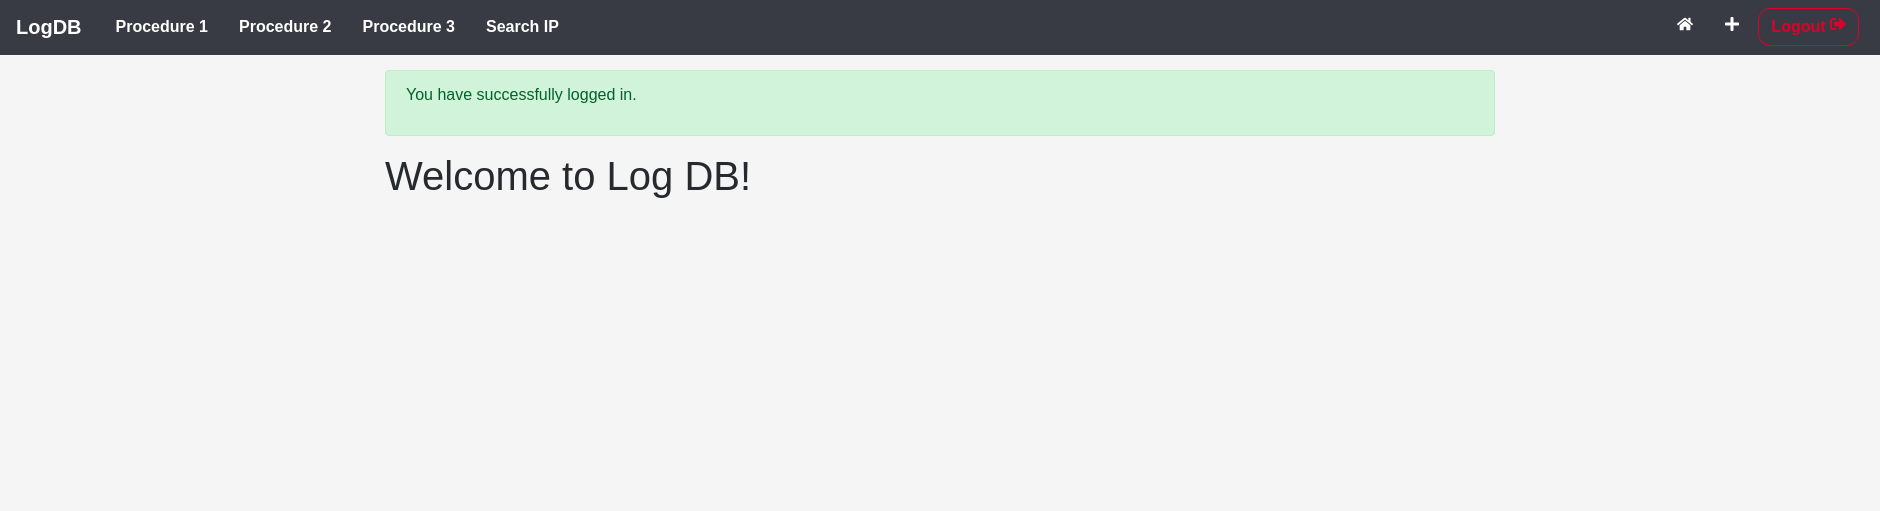 LogDB Procedure 1 Procedure 2 Procedure 3 Search IP Logout
You have successfully logged in.
Welcome to Log DB!